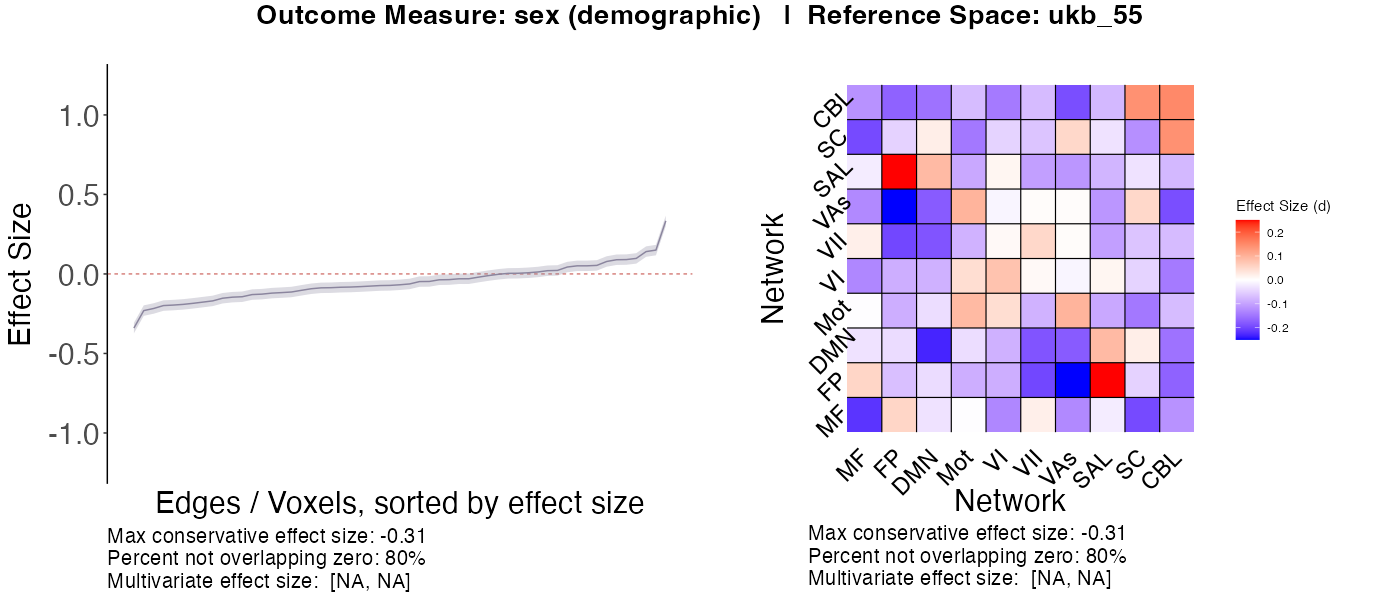 Outcome Measure: sex (demographic) | Reference Space: ukb_55
Effect Size
1.0
0.5
0.0
-0.5
-1.0
Edges / Voxels, sorted by effect size
Max conservative effect size: -0.31
Percent not overlapping zero: 80%
Multivariate effect size: [NA, NA]
Network
CBL
SC
SAL
VAs
VII
VI
Mot
DMN
FP
MF
MF
FP
DMN
Mot
VI
VII
VAs
SAL
SC
CBL
Network
Max conservative effect size: -0.31
Percent not overlapping zero: 80%
Multivariate effect size: [NA, NA]
Effect Size (d)
0.2
0.1
0.0
-0.1
-0.2